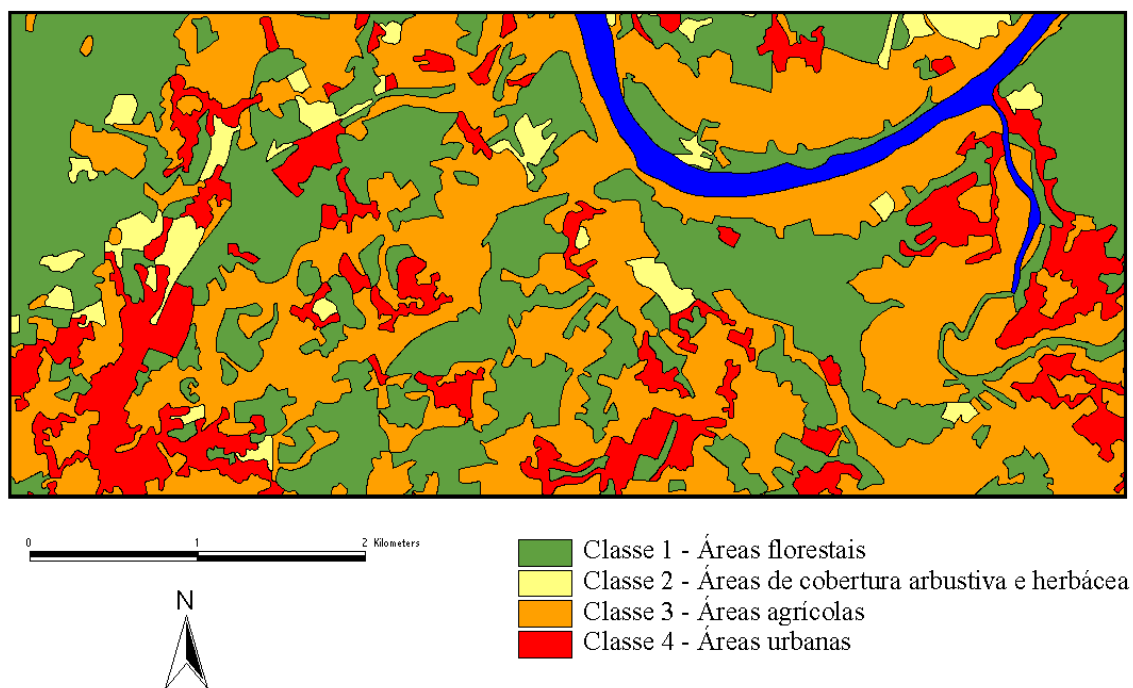 0 1 2 Kilometers
N
Classe 1 - Áreas florestais
Classe 2 - Áreas de cobertura arbustiva e herbácea
Classe 3 - Áreas agrícolas
Classe 4 - Áreas urbanas